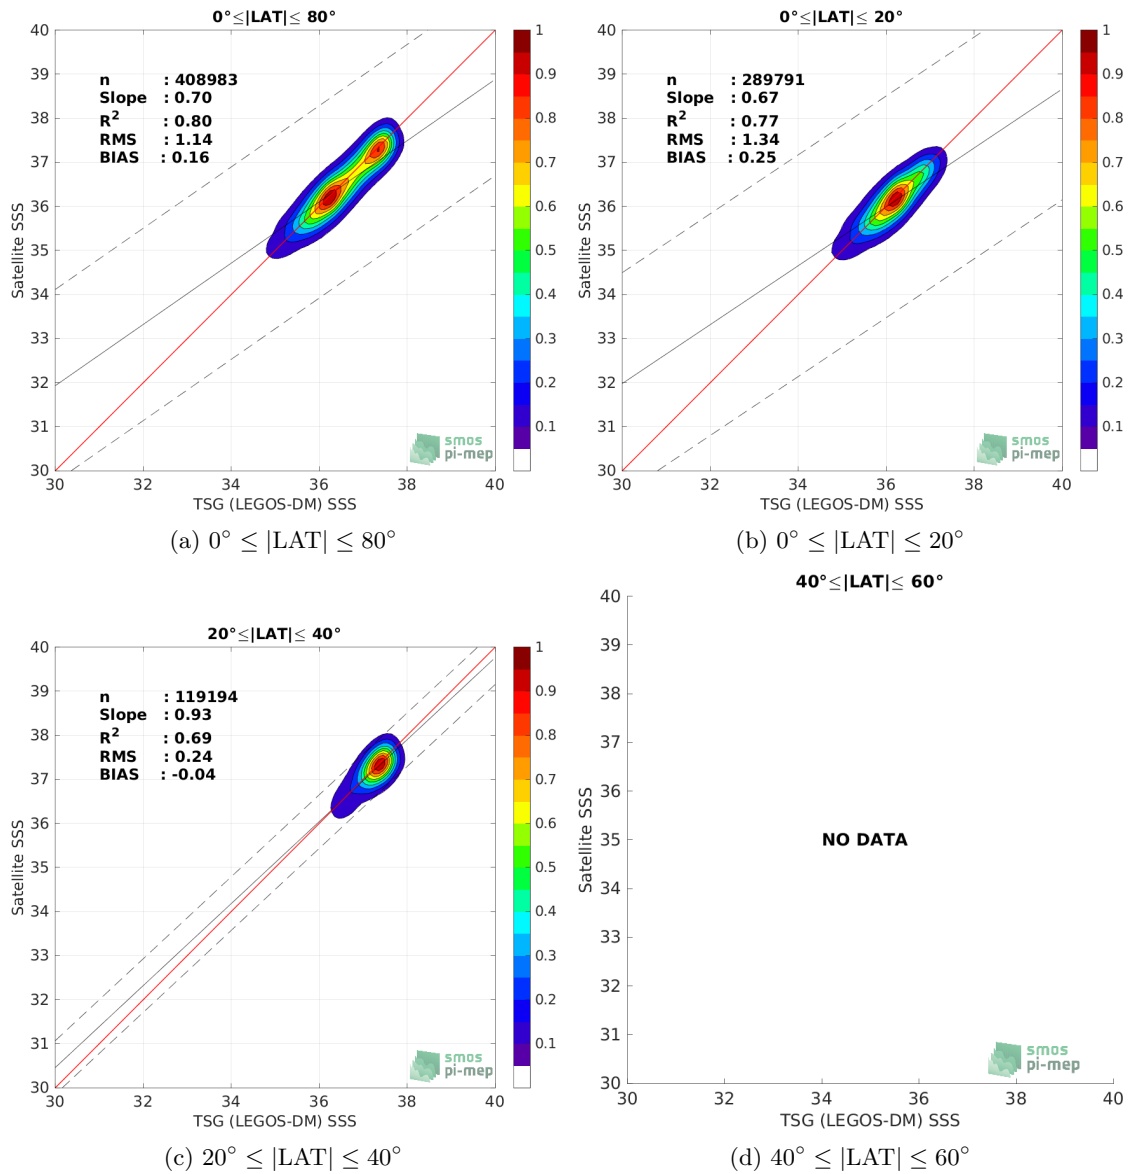 0°≤|LAT|≤ 80°
n : 408983
Slope : 0.70
R² : 0.80
RMS : 1.14
BIAS : 0.16
Satellite SSS
40
39
38
37
36
35
34
33
32
31
30
30 32 34 36 38 40
TSG (LEGOS-DM) SSS
1
0.9
0.8
0.7
0.6
0.5
0.4
0.3
0.2
0.1
smos
pi-mep
(a) 0° ≤ |LAT| ≤ 80°
0°≤|LAT|≤ 20°
n : 289791
Slope : 0.67
R² : 0.77
RMS : 1.34
BIAS : 0.25
Satellite SSS
40
39
38
37
36
35
34
33
32
31
30
30 32 34 36 38 40
TSG (LEGOS-DM) SSS
1
0.9
0.8
0.7
0.6
0.5
0.4
0.3
0.2
0.1
smos
pi-mep
(b) 0° ≤ |LAT| ≤ 20°
20°≤|LAT|≤ 40°
n : 119194
Slope : 0.93
R² : 0.69
RMS : 0.24
BIAS : -0.04
Satellite SSS
40
39
38
37
36
35
34
33
32
31
30
30 32 34 36 38 40
TSG (LEGOS-DM) SSS
1
0.9
0.8
0.7
0.6
0.5
0.4
0.3
0.2
0.1
smos
pi-mep
(c) 20° ≤ |LAT| ≤ 40°
40°≤|LAT|≤ 60°
Satellite SSS
40
39
38
37
36
35
34
33
32
31
30
NO DATA
30 32 34 36 38 40
TSG (LEGOS-DM) SSS
smos
pi-mep
(d) 40° ≤ |LAT| ≤ 60°